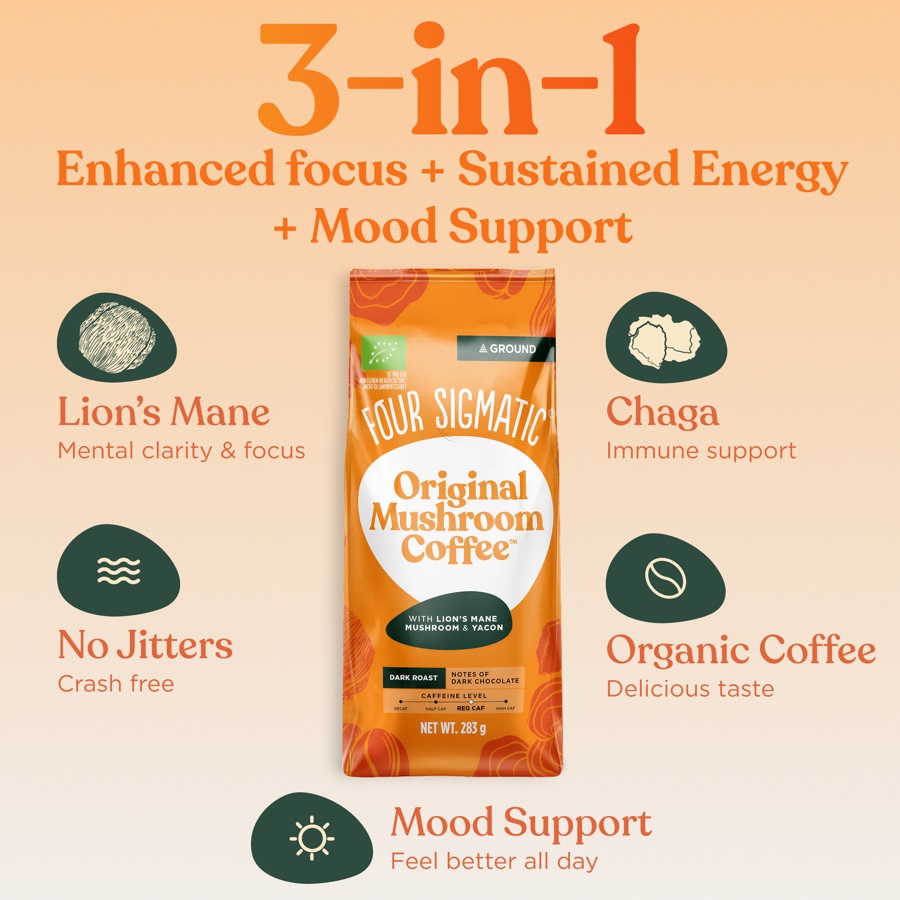 3-in-1
Enhanced focus + Sustained Energy
+ Mood Support
Lion's Mane
Mental clarity & focus
Chaga
Immune support
No Jitters
Crash free
Organic Coffee
Delicious taste
GROUND
FOUR SIGMATIC®
Original
Mushroom
Coffee™
WITH LION'S MANE
MUSHROOM & YACON
DARK ROAST
NOTES OF
DARK CHOCOLATE
CAFFEINE LEVEL
DECAF HALF CAF REG CAF HIGH CAF
NET WT. 283 g
Mood Support
Feel better all day